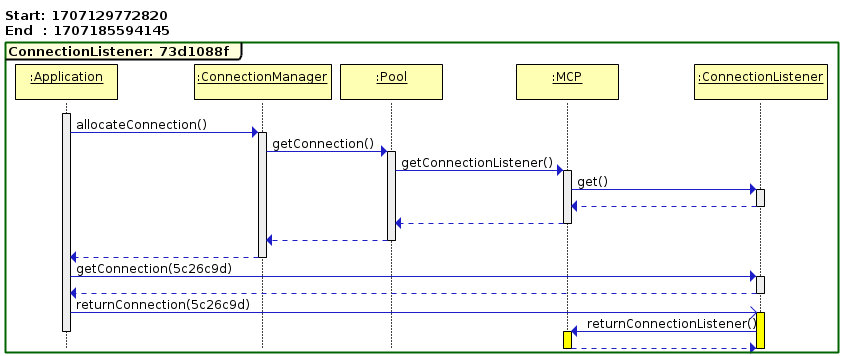 Start: 1707129772820
End  : 1707185594145
ConnectionListener: 73d1088f
:Application
:ConnectionManager
:Pool
:MCP
:ConnectionListener
allocateConnection()
getConnection()
getConnectionListener()
get()
getConnection(5c26c9d)
returnConnection(5c26c9d)
returnConnectionListener()